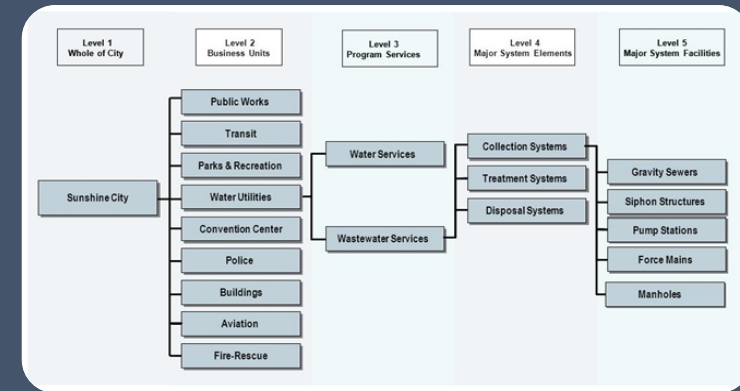 Level 1
Whole of City
Level 2
Business Units
Level 3
Program Services
Level 4
Major System Elements
Level 5
Major System Facilities
Sunshine City
Public Works
Transit
Parks & Recreation
Water Utilities
Convention Center
Police
Buildings
Aviation
Fire-Rescue
Water Services
Wastewater Services
Collection Systems
Treatment Systems
Disposal Systems
Gravity Sewers
Siphon Structures
Pump Stations
Force Mains
Manholes